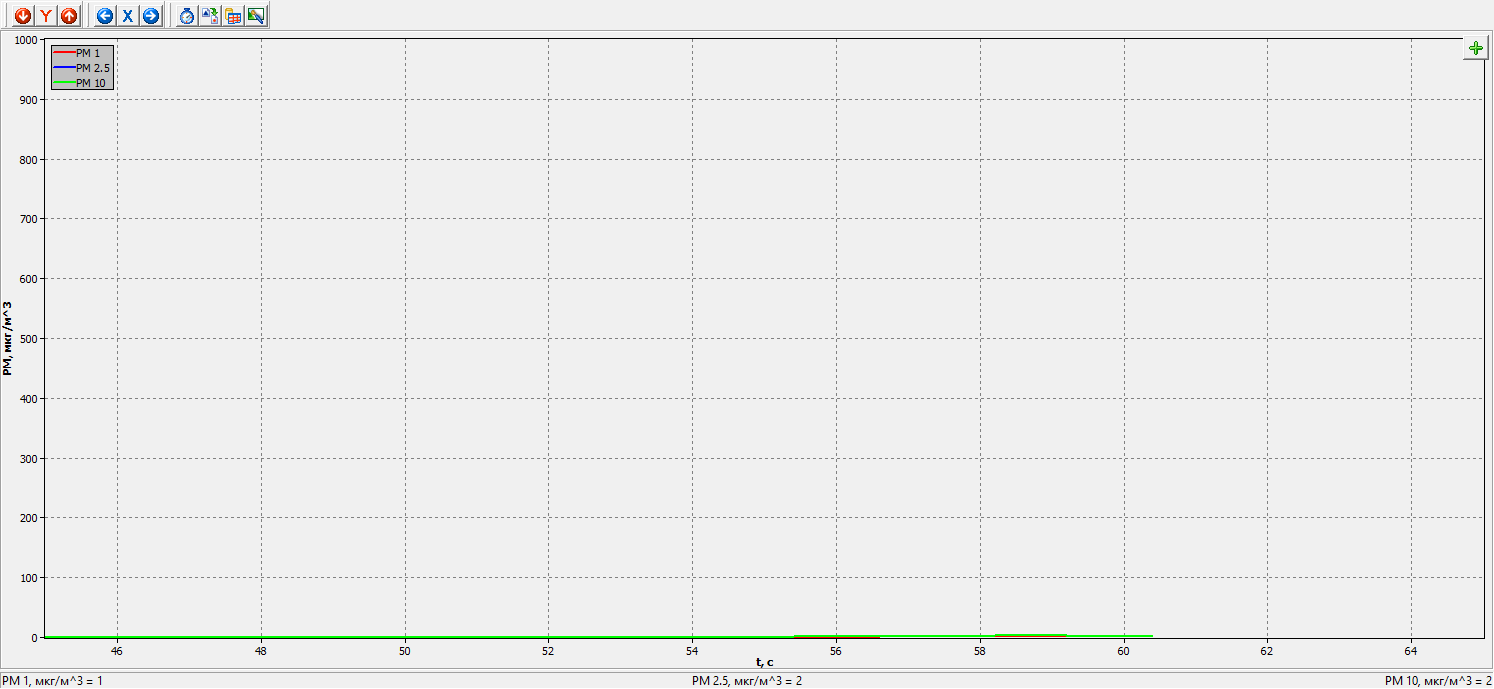 Y
X
1000
PM 1
PM 2.5
PM 10
900
800
700
600
500
400
300
200
100
0
PM, мкг/м^3
46 48 50 52 54 56 58 60 62 64
t, c
PM 1, мкг/м^3 = 1
PM 2.5, мкг/м^3 = 2
PM 10, мкг/м^3 = 2